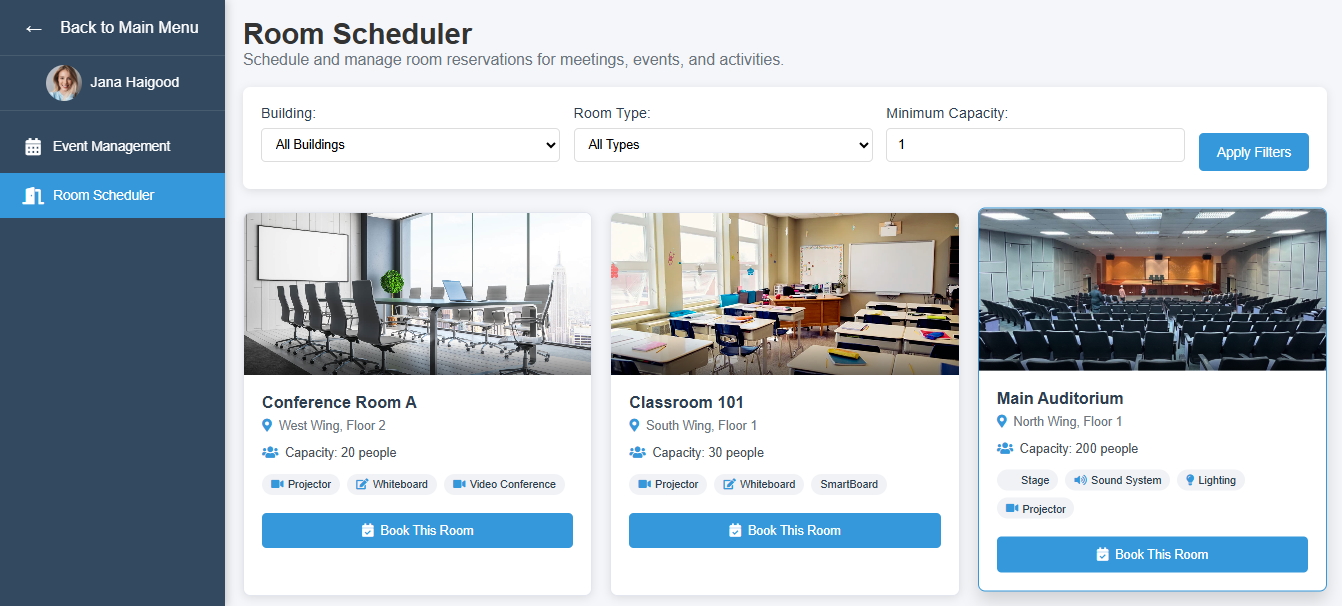 ← Back to Main Menu
Jana Haigood
Event Management
Room Scheduler
Room Scheduler
Schedule and manage room reservations for meetings, events, and activities.
Building: Room Type: Minimum Capacity:
All Buildings All Types 1 Apply Filters
Conference Room A
West Wing, Floor 2
Capacity: 20 people
Projector Whiteboard Video Conference
Book This Room
Classroom 101
South Wing, Floor 1
Capacity: 30 people
Projector Whiteboard SmartBoard
Book This Room
Main Auditorium
North Wing, Floor 1
Capacity: 200 people
Stage Sound System Lighting
Projector
Book This Room